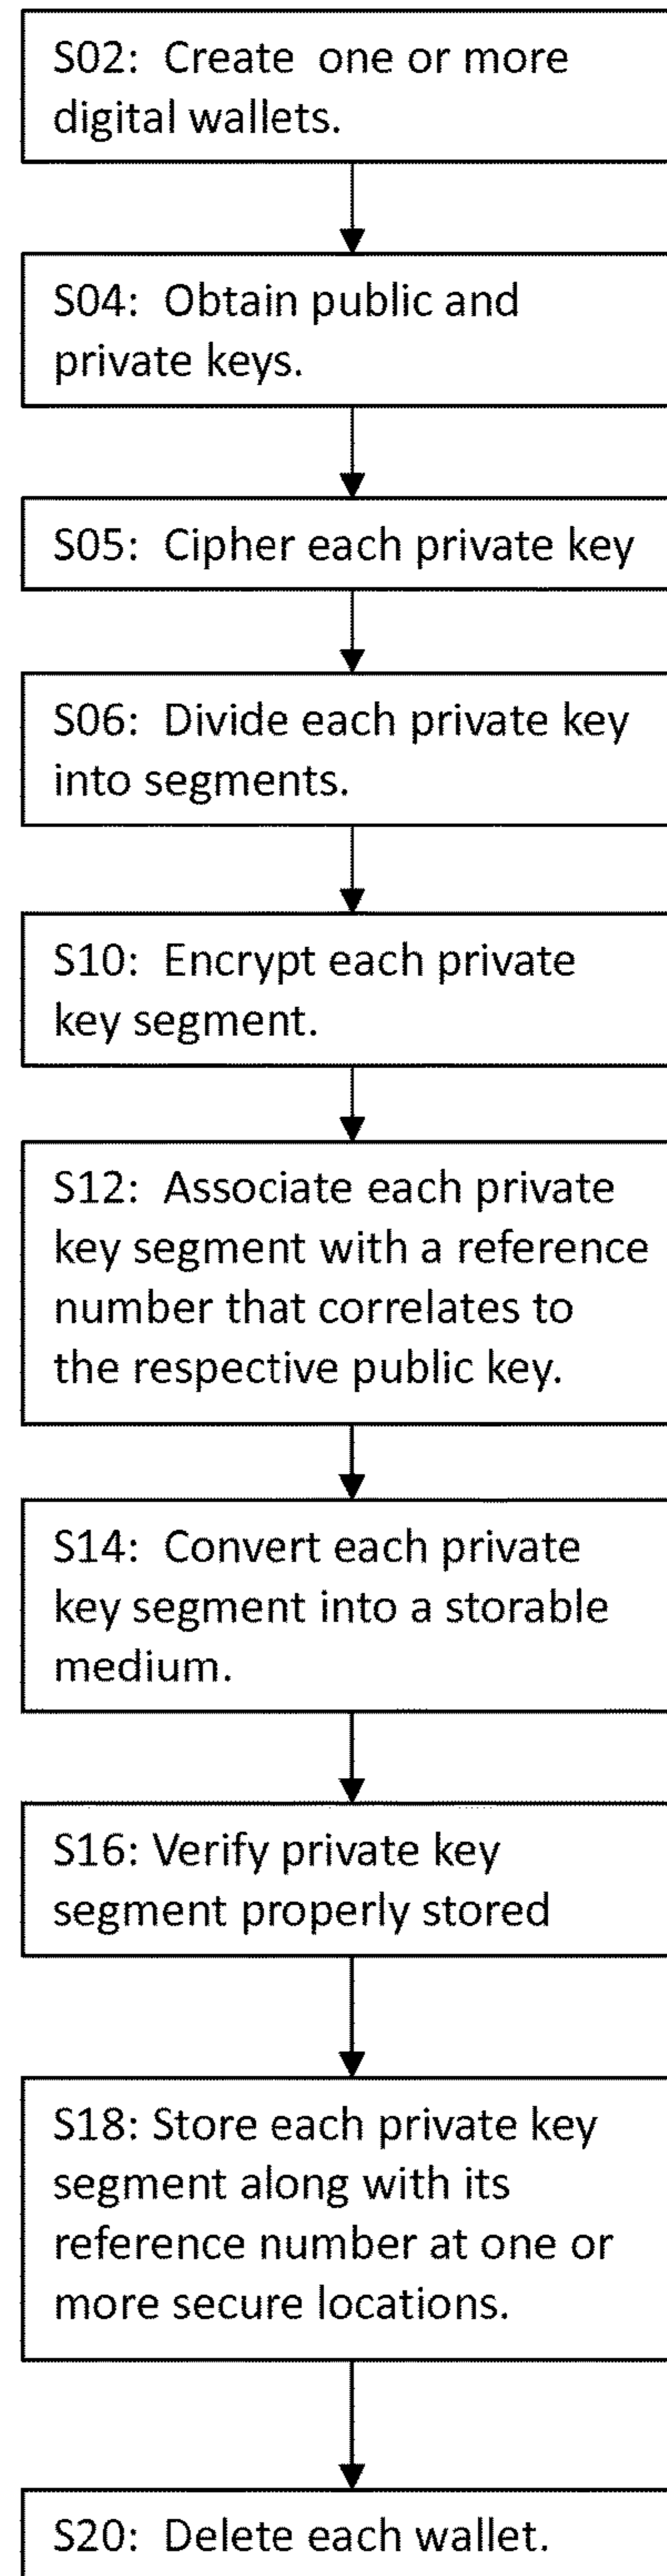 S02:  Create  one or more
digital wallets.
S04:  Obtain public and
private keys.
S05:  Cipher each private key
S06:  Divide each private key
into segments.
S10:  Encrypt each private
key segment.
S12:  Associate each private
key segment with a reference
number that correlates to
the respective public key.
S14:  Convert each private
key segment into a storable
medium.
S16: Verify private key
segment properly stored
S18: Store each private key
segment along with its
reference number at one or
more secure locations.
S20:  Delete each wallet.